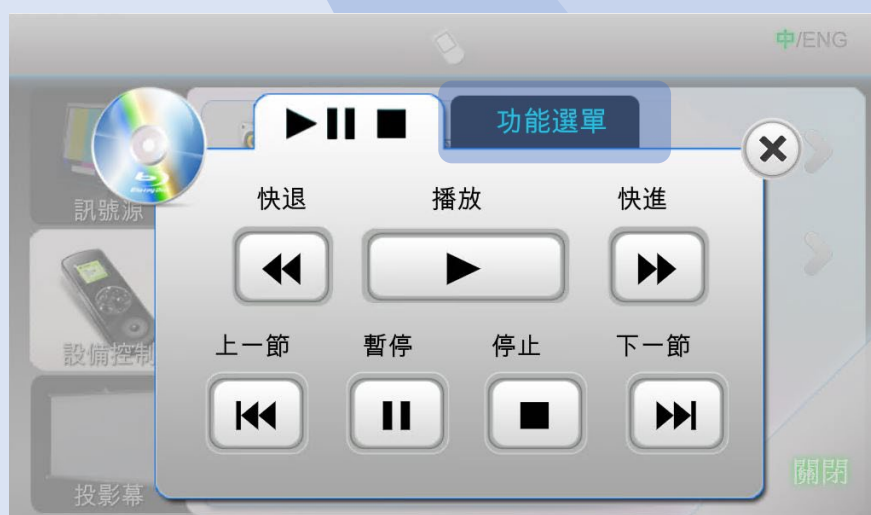 中/ENG
功能選單
訊號源
快退
播放
快進
設備控制
上一節
暫停
停止
下一節
投影幕
關閉